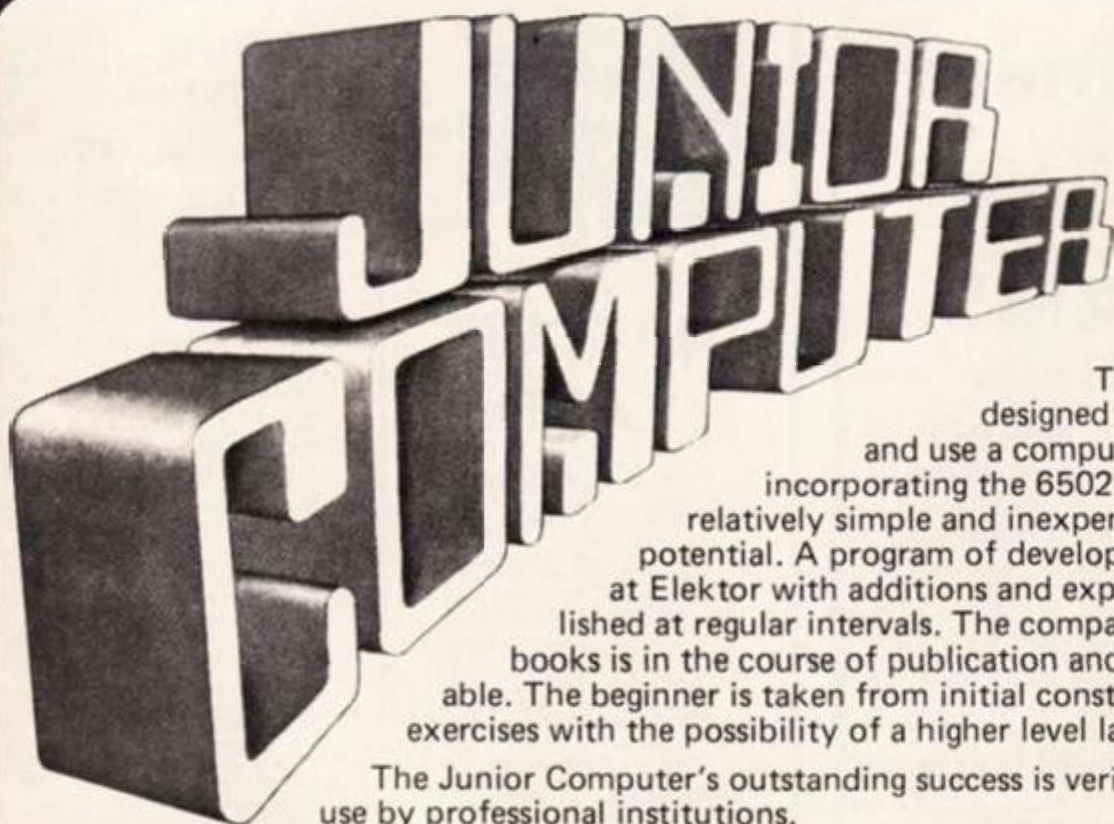 JUNIOR
COMPUTER
designed
and use a compu
incorporating the 6502
relatively simple and inexpen
potential. A program of develop
at Elektor with additions and exp
lished at regular intervals. The compa
books is in the course of publication and
able. The beginner is taken from initial const
exercises with the possibility of a higher level la
The Junior Computer's outstanding success is veri
use by professional institutions.